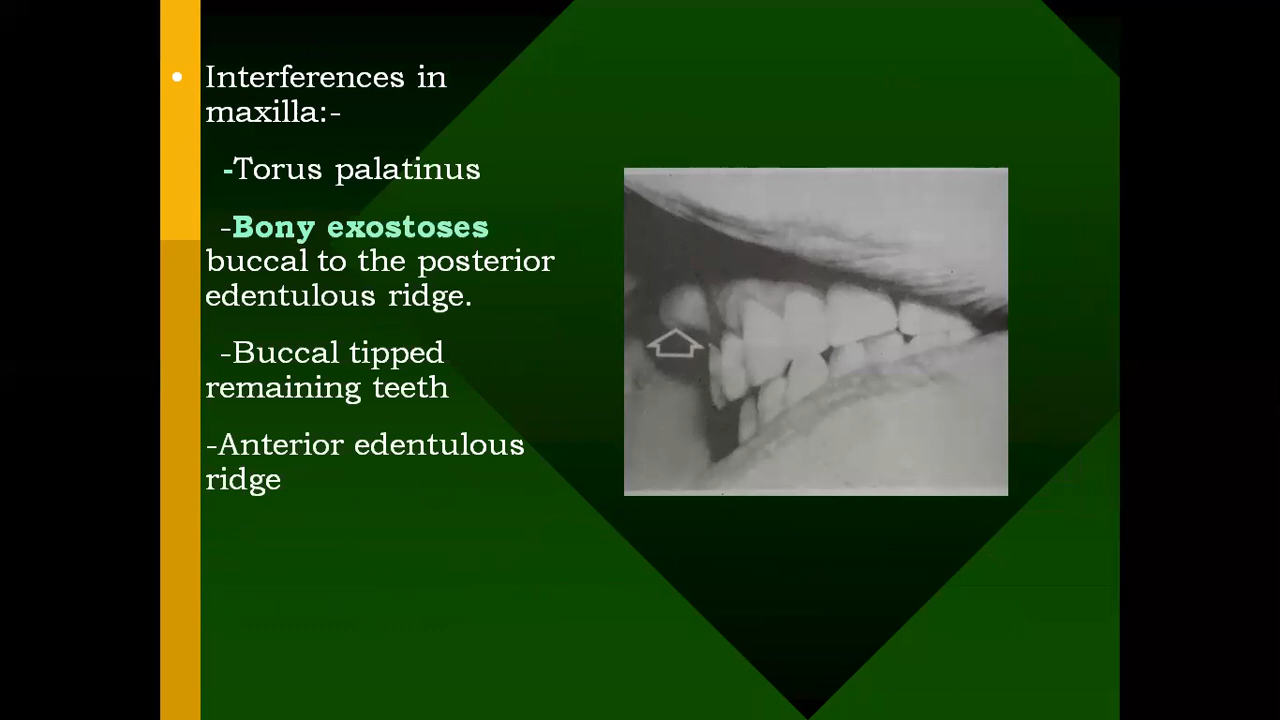 • Interferences in
maxilla:-
-Torus palatinus
-Bony exostoses
buccal to the posterior
edentulous ridge.
-Buccal tipped
remaining teeth
-Anterior edentulous
ridge